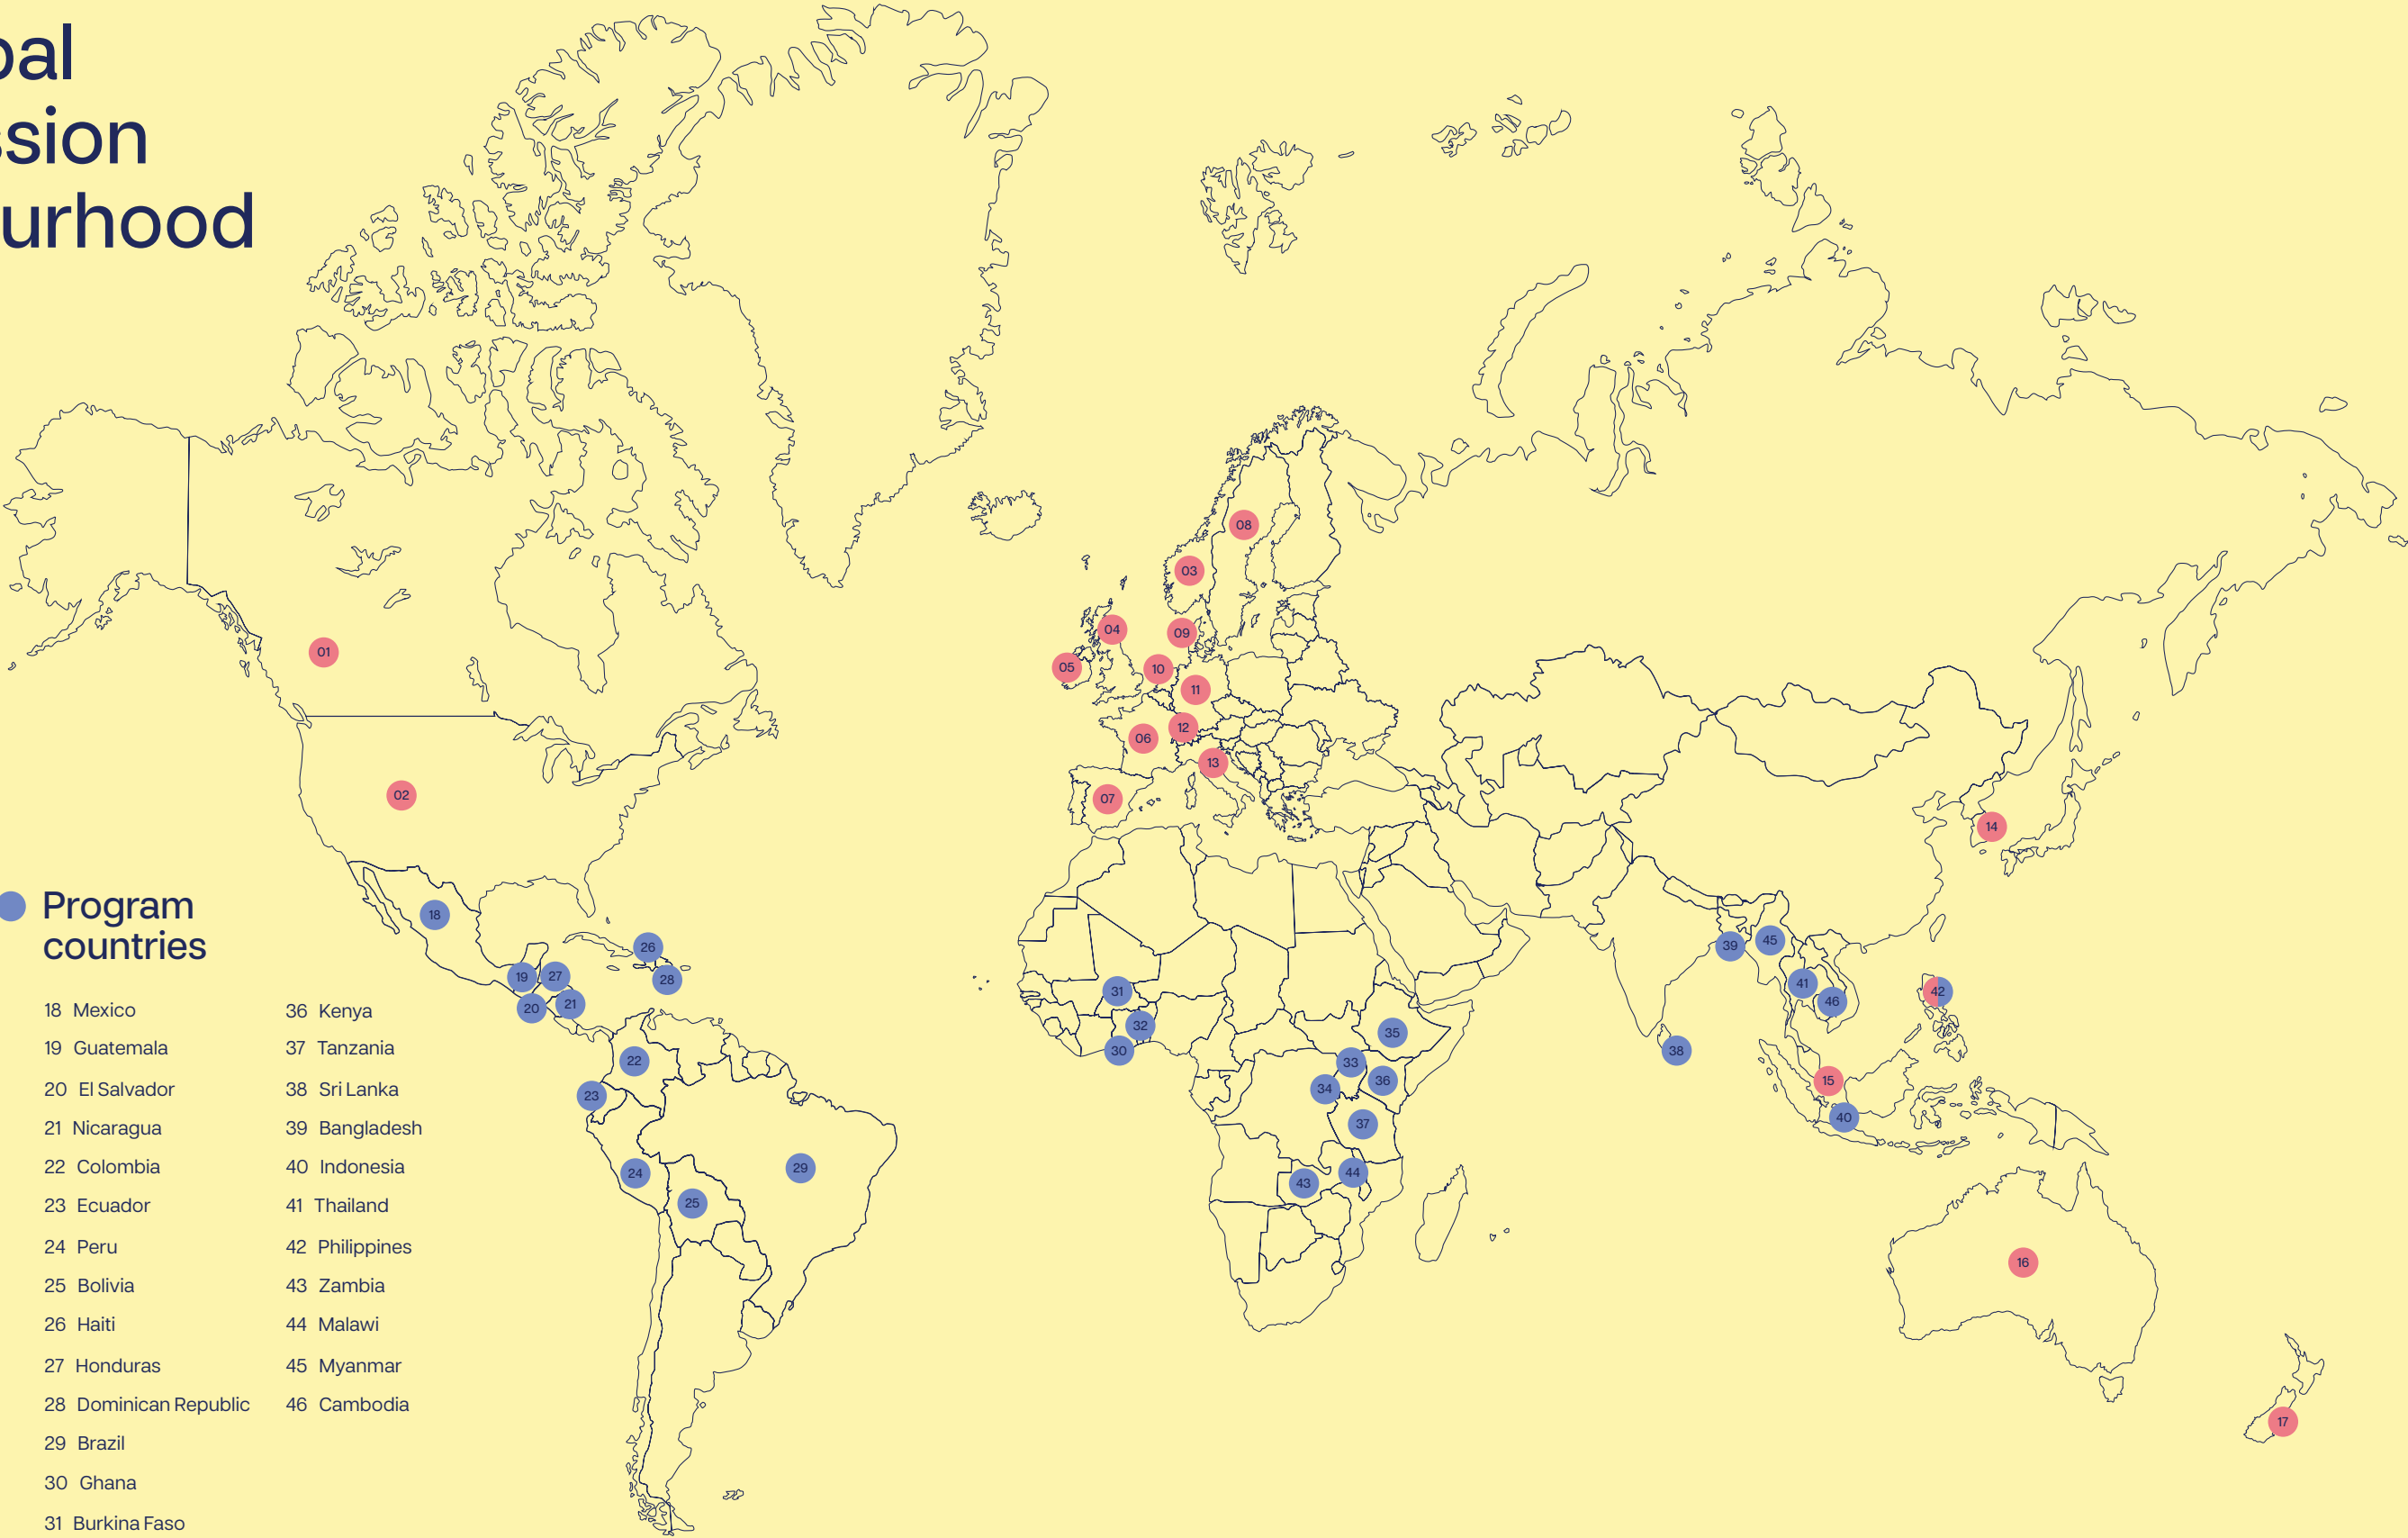 bal
ssion
urhood
08
03
04
09
05
10
01
11
12
06
13
02
07
14
Program
countries
18
26
39
45
19
27
28
41
42
31
20
21
46
32
35
30
38
22
33
36
15
23
34
40
37
29
24
44
43
25
16
17
18 Mexico
19 Guatemala
20 El Salvador
21 Nicaragua
22 Colombia
23 Ecuador
24 Peru
25 Bolivia
26 Haiti
27 Honduras
28 Dominican Republic
29 Brazil
30 Ghana
31 Burkina Faso
36 Kenya
37 Tanzania
38 Sri Lanka
39 Bangladesh
40 Indonesia
41 Thailand
42 Philippines
43 Zambia
44 Malawi
45 Myanmar
46 Cambodia